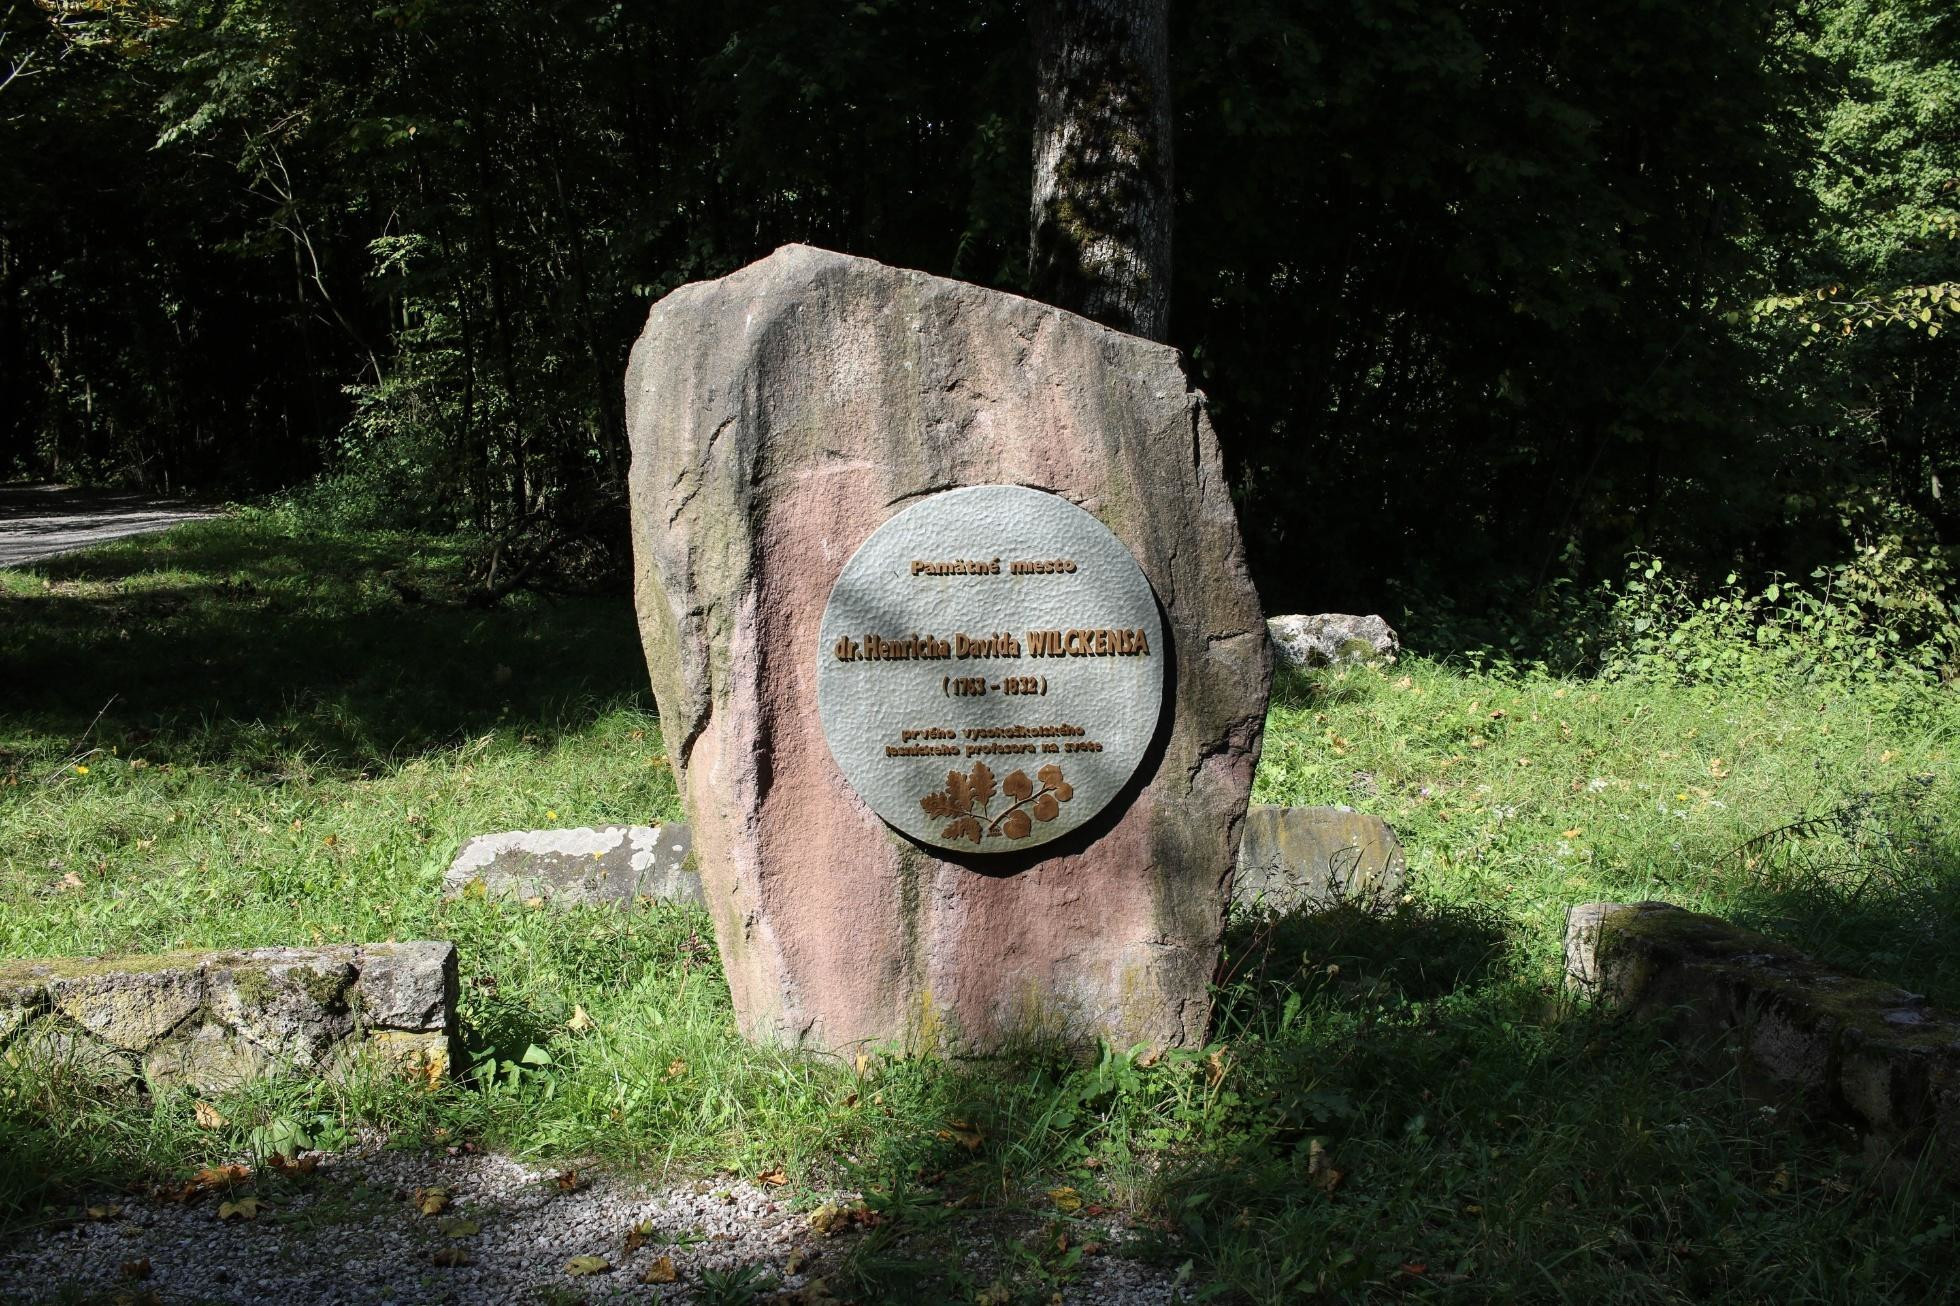 Pamätné miesto
dr. Henricha Davida WILCKENSA
(1763-1832)
prvého vysokoškolského
lesníckeho profesora na svete